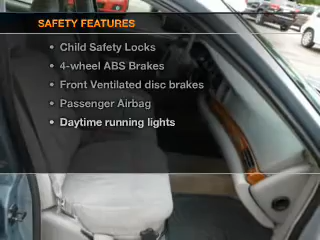 SAFETY FEATURES
• Child Safety Locks
• 4-wheel ABS Brakes
• Front Ventilated disc brakes
• Passenger Airbag
• Daytime running lights